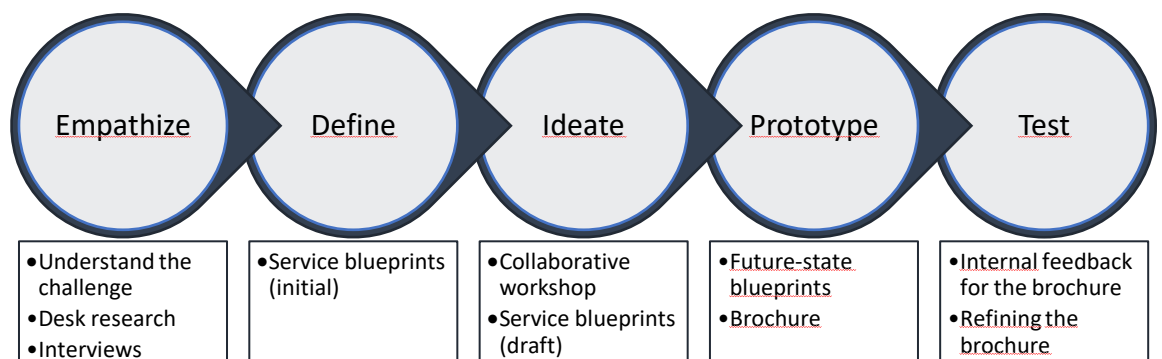 Empathize
Define
Ideate
Prototype
Test
•Understand the
challenge
•Desk research
•Interviews
•Service blueprints
(initial)
•Collaborative
workshop
•Service blueprints
(draft)
•Future-state
blueprints
•Brochure
•Internal feedback
for the brochure
•Refining the
brochure